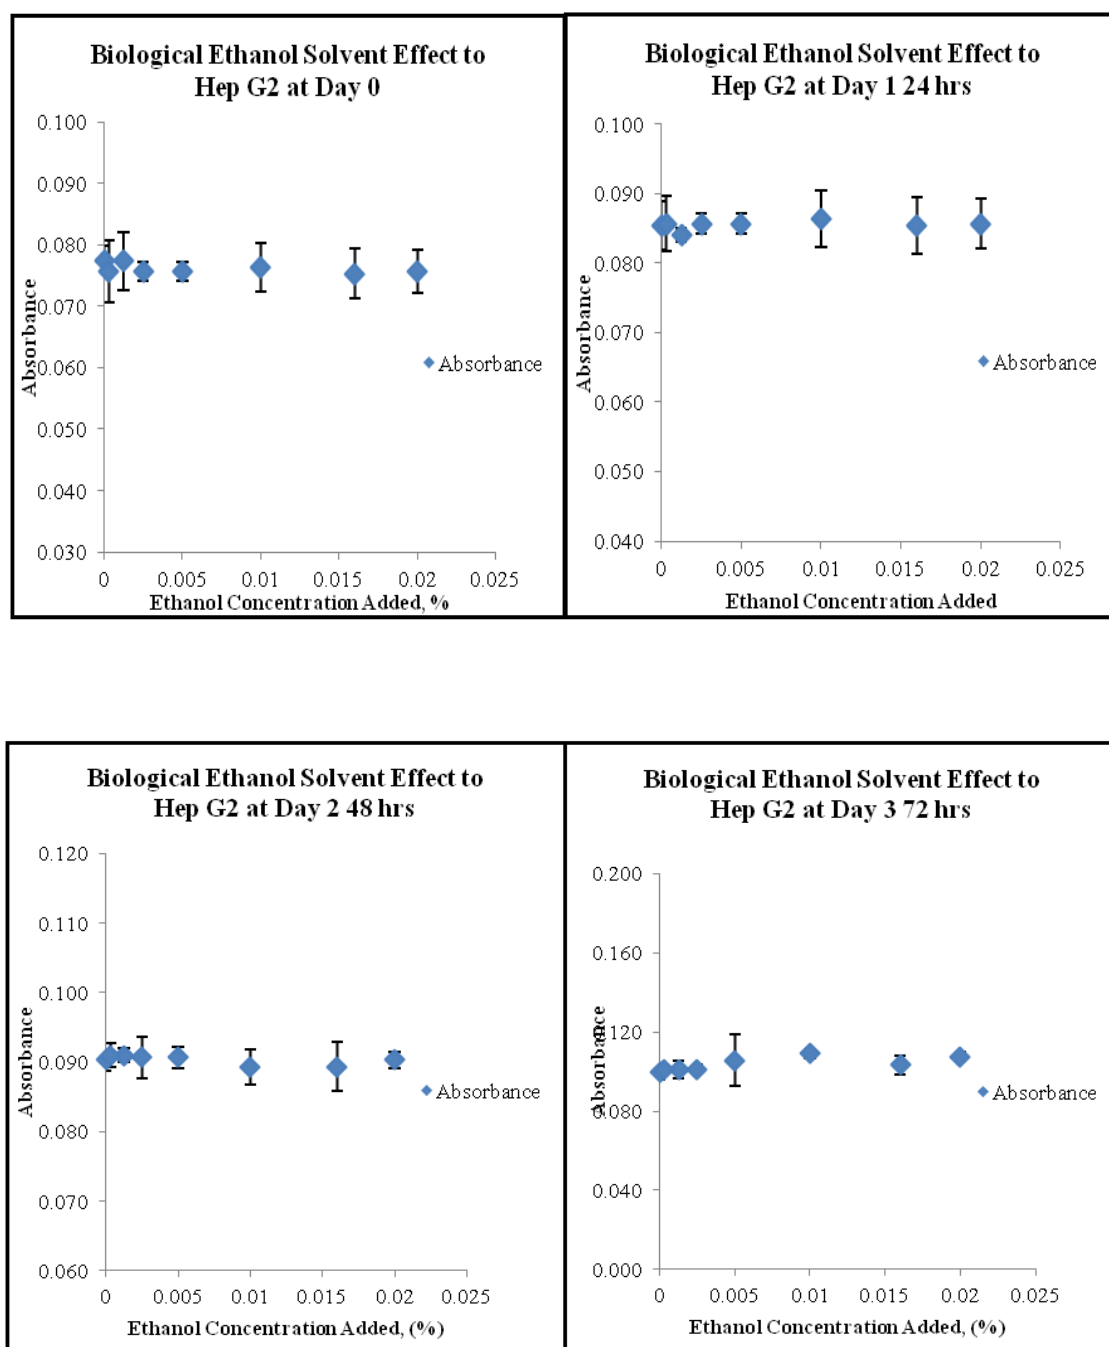 Biological Ethanol Solvent Effect to
Hep G2 at Day 0
0.100
0.090
0.080
0.070
0.060
0.050
0.040
0.030
Absorbance
Absorbance
0 0.005 0.01 0.015 0.02 0.025
Ethanol Concentration Added, %
Biological Ethanol Solvent Effect to
Hep G2 at Day 1 24 hrs
0.100
0.090
0.080
0.070
0.060
0.050
0.040
Absorbance
Absorbance
0 0.005 0.01 0.015 0.02 0.025
Ethanol Concentration Added
Biological Ethanol Solvent Effect to
Hep G2 at Day 2 48 hrs
0.120
0.110
0.100
0.090
0.080
0.070
0.060
Absorbance
Absorbance
0 0.005 0.01 0.015 0.02 0.025
Ethanol Concentration Added, (%)
Biological Ethanol Solvent Effect to
Hep G2 at Day 3 72 hrs
0.200
0.160
0.120
0.080
0.040
0.000
Absorbance
Absorbance
0 0.005 0.01 0.015 0.02 0.025
Ethanol Concentration Added, (%)